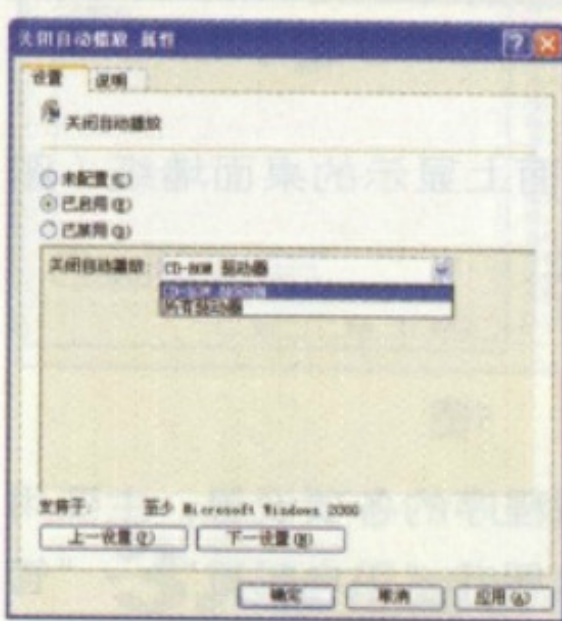 关闭自动播放 属性
设置 说明
关闭自动播放
未配置(C)
已启用(E)
已禁用(D)
关闭自动播放: CD-ROM 驱动器
CD-ROM 驱动器
所有驱动器
支持于: 至少 Microsoft Windows 2000
上一设置(P) 下一设置(N)
确定 取消 应用(A)